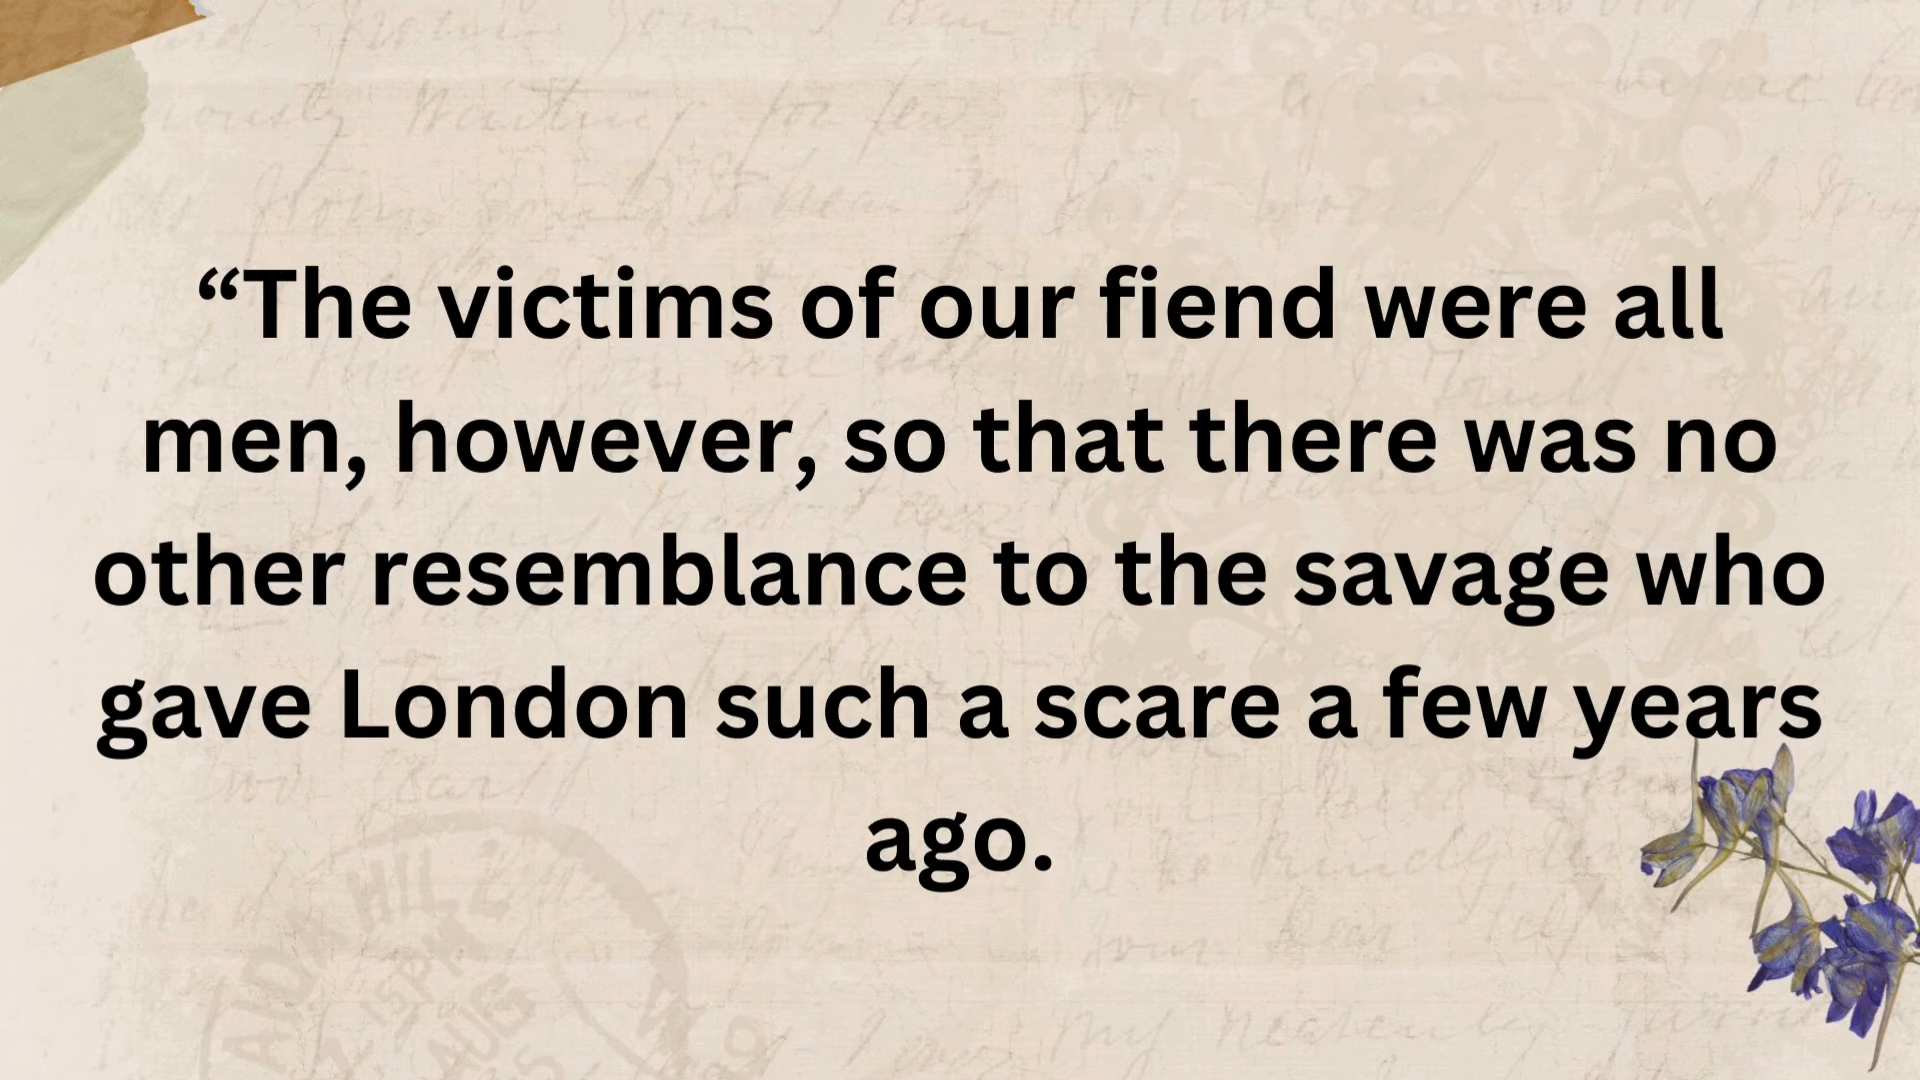 “The victims of our fiend were all
men, however, so that there was no
other resemblance to the savage who
gave London such a scare a few years
ago.